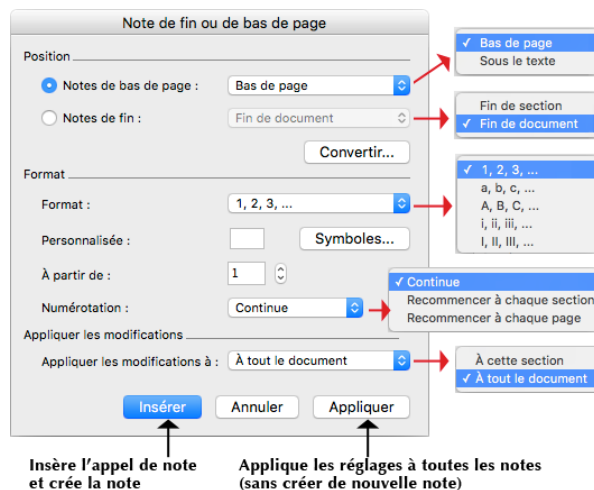 Note de fin ou de bas de page
Position
Notes de bas de page : Bas de page
✓ Bas de page
Sous le texte
Notes de fin : Fin de document
Fin de section
✓ Fin de document
Convertir...
Format
Format : 1, 2, 3, ...
✓ 1, 2, 3, ...
a, b, c, ...
A, B, C, ...
i, ii, iii, ...
I, II, III, ...
Personnalisée : Symboles...
À partir de : 1
Numérotation : Continue
✓ Continue
Recommencer à chaque section
Recommencer à chaque page
Appliquer les modifications
Appliquer les modifications à : À tout le document
À cette section
✓ À tout le document
Insérer Annuler Appliquer
Insère l'appel de note
et crée la note
Applique les réglages à toutes les notes
(sans créer de nouvelle note)